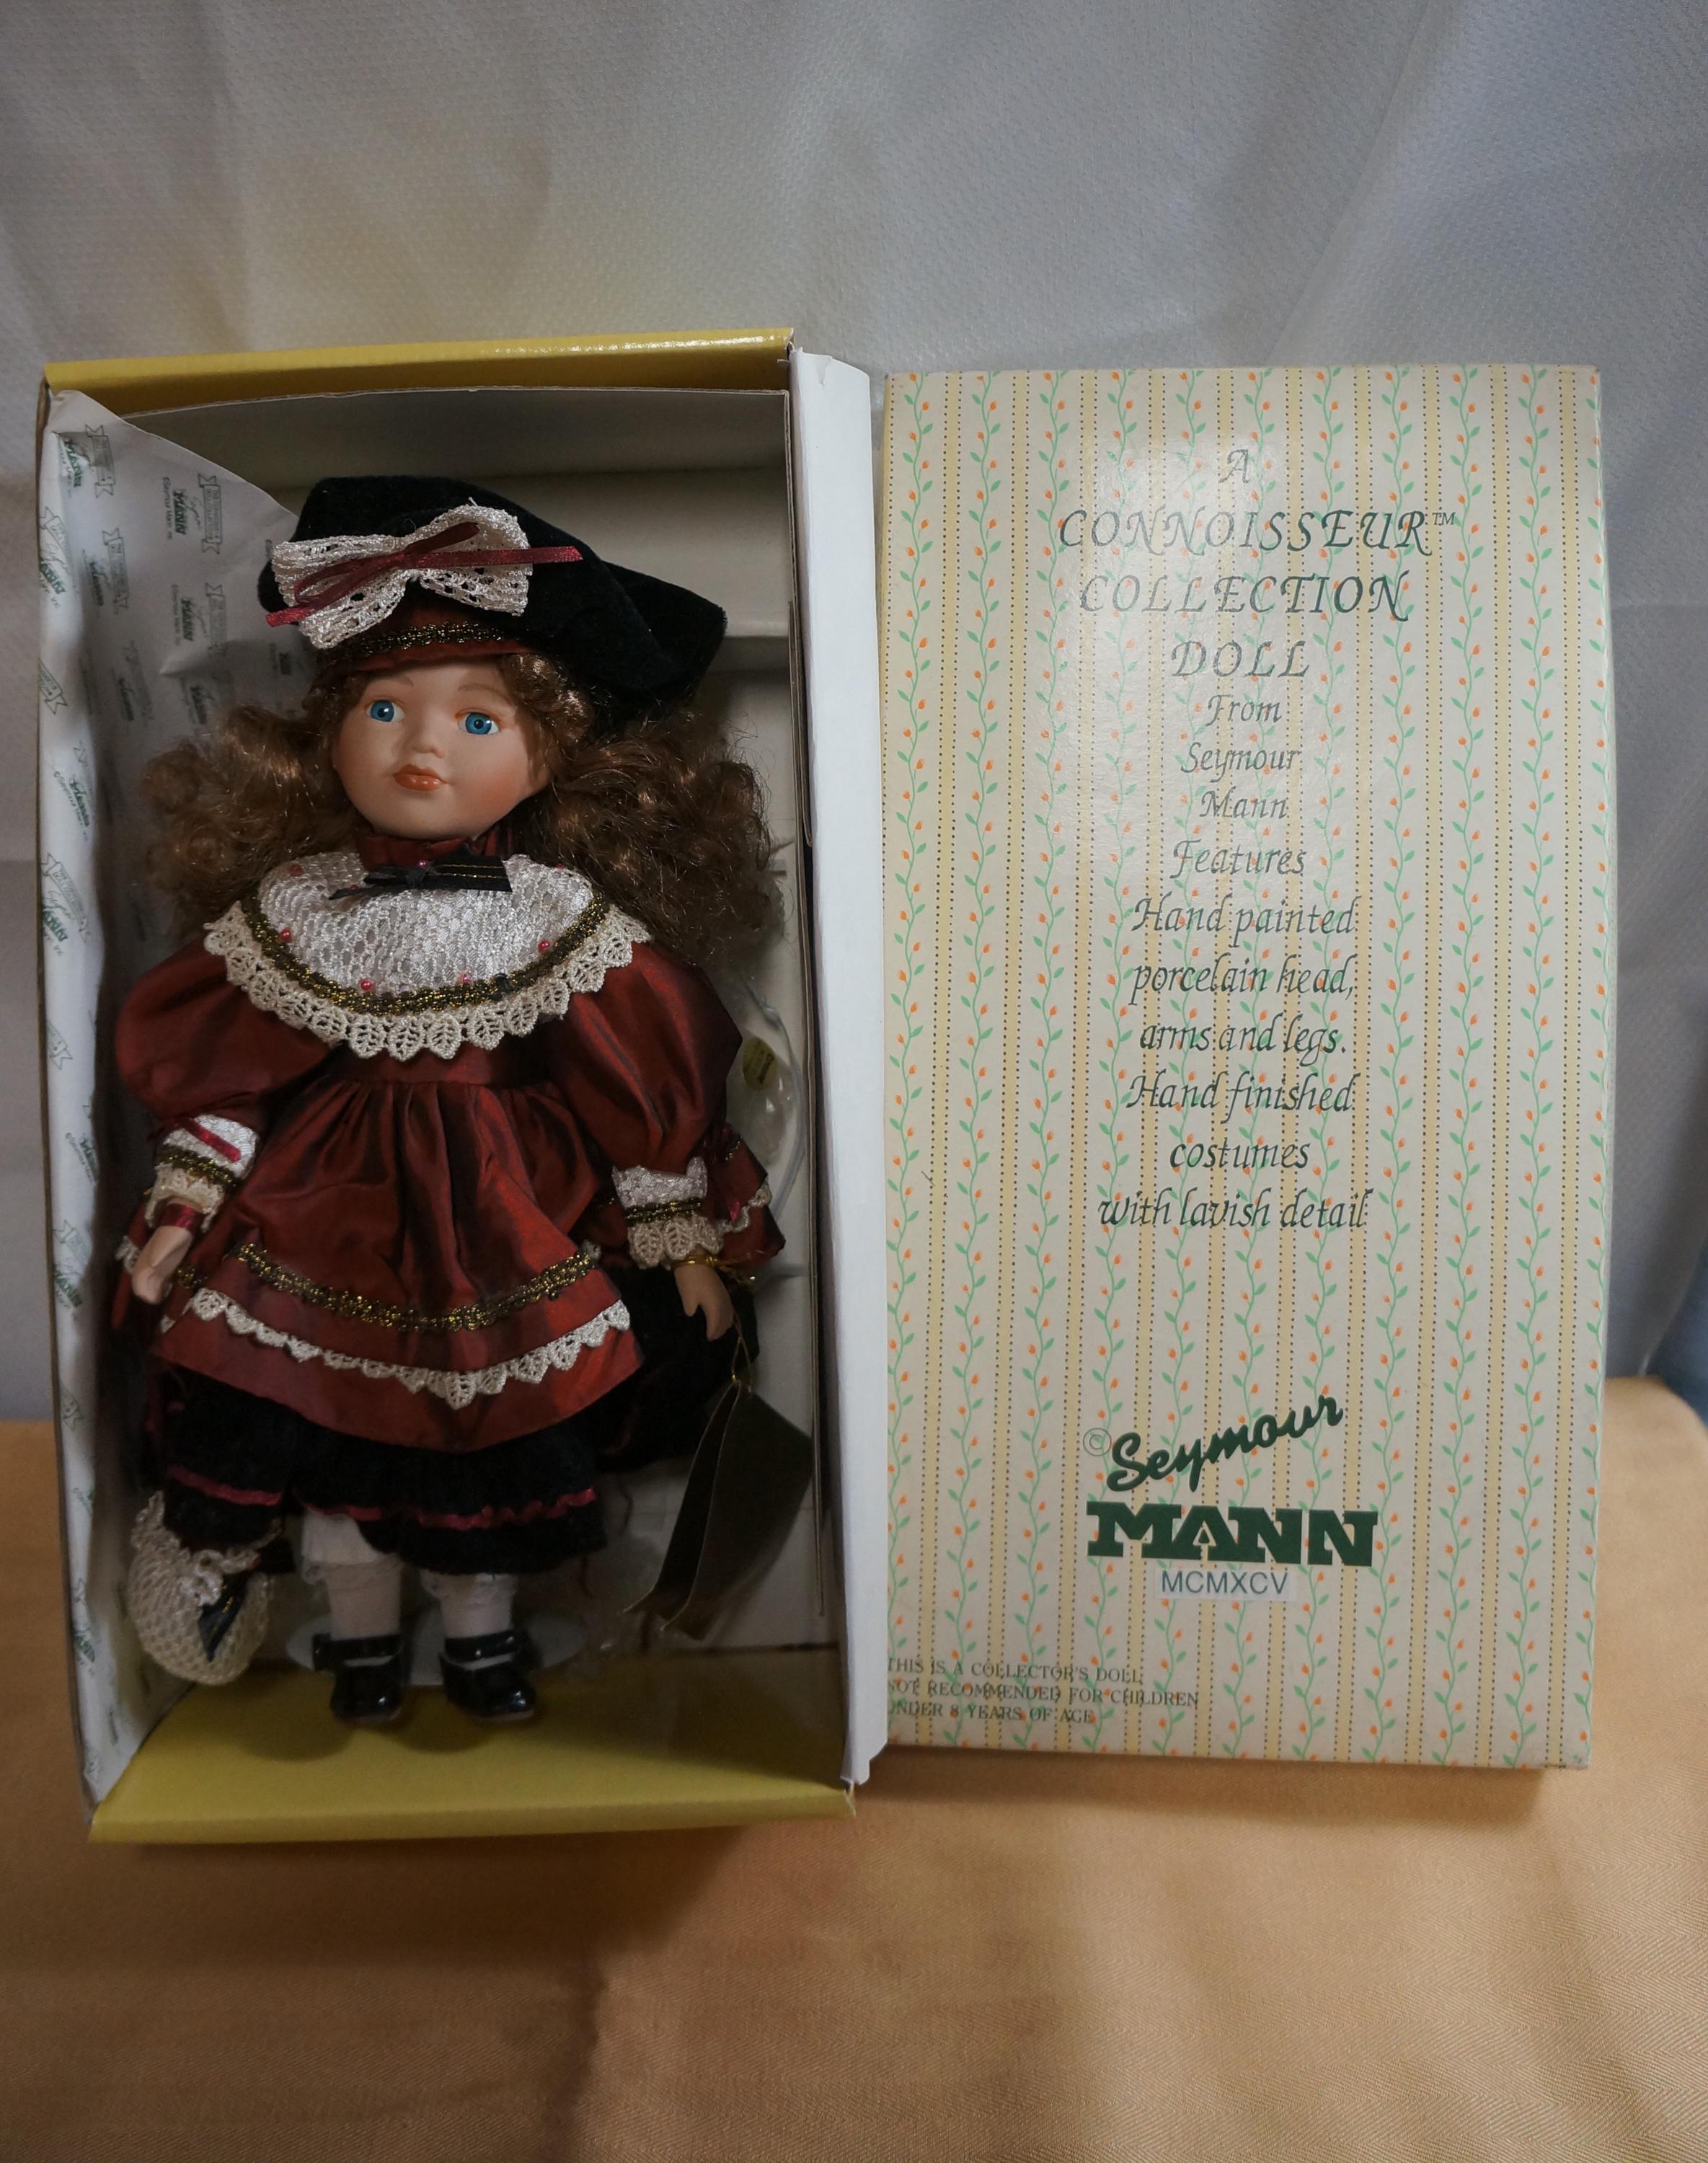 A
CONNOISSEUR™
COLLECTION
DOLL
From
Seymour
Mann
Features
Hand painted
porcelain head,
arms and legs.
Hand finished
costumes
with lavish detail
©Seymour
MANN
MCMXCV
THIS IS A COLLECTOR'S DOLL
NOT RECOMMENDED FOR CHILDREN
UNDER 8 YEARS OF AGE